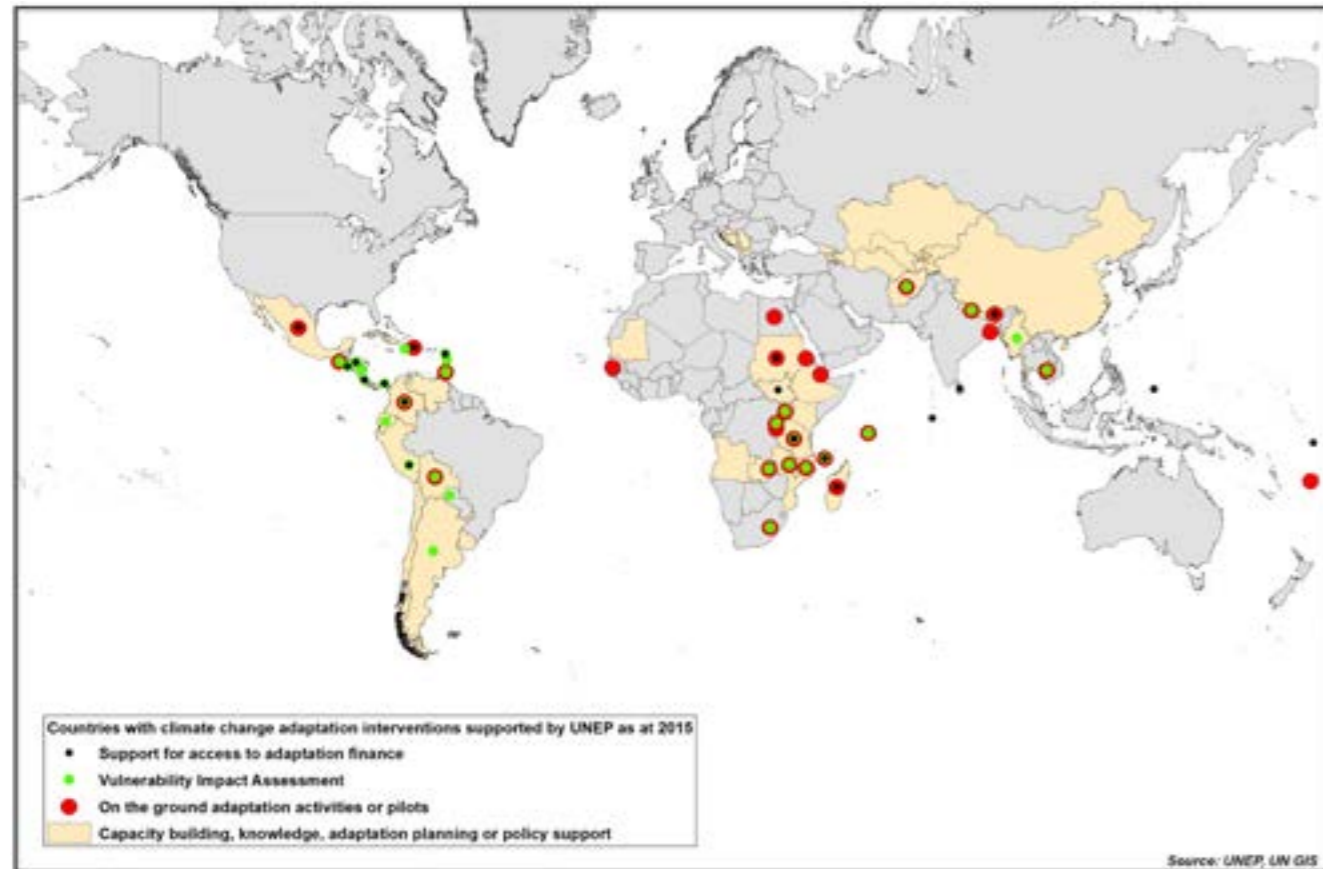 Countries with climate change adaptation interventions supported by UNEP as at 2015
Support for access to adaptation finance
Vulnerability Impact Assessment
On the ground adaptation activities or pilots
Capacity building, knowledge, adaptation planning or policy support
Source: UNEP, UN GIS